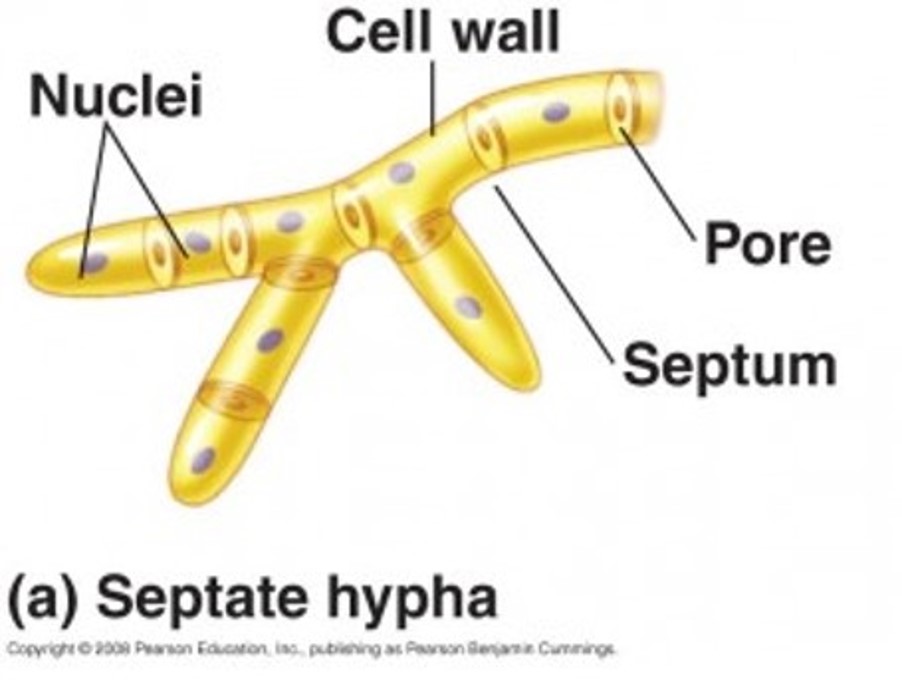 Cell wall
Nuclei
Pore
Septum
(a) Septate hypha
Copyright © 2008 Pearson Education, Inc., publishing as Pearson Benjamin Cummings.